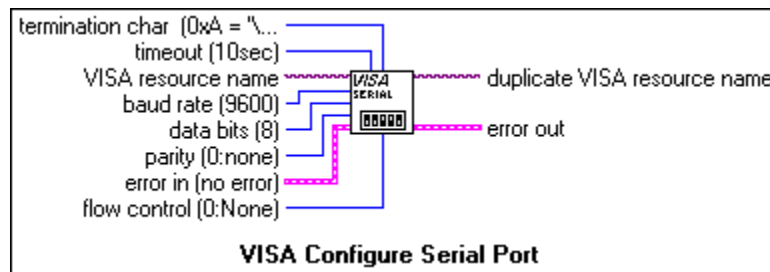 termination char (0xA = "\...
timeout (10sec)
VISA resource name
baud rate (9600)
data bits (8)
parity (0:none)
error in (no error)
flow control (0:None)
VISA
SERIAL
duplicate VISA resource name
error out
VISA Configure Serial Port